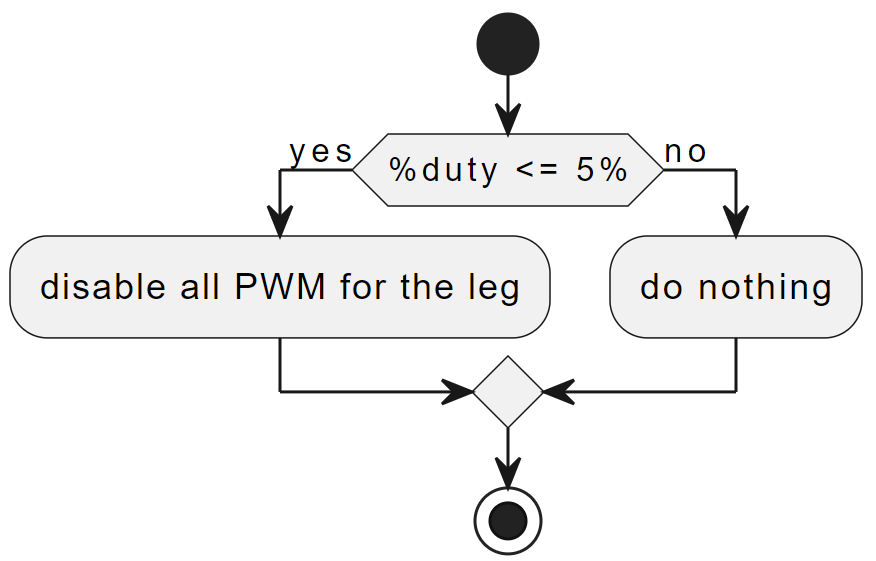 yes
%duty <= 5%
no
disable all PWM for the leg
do nothing